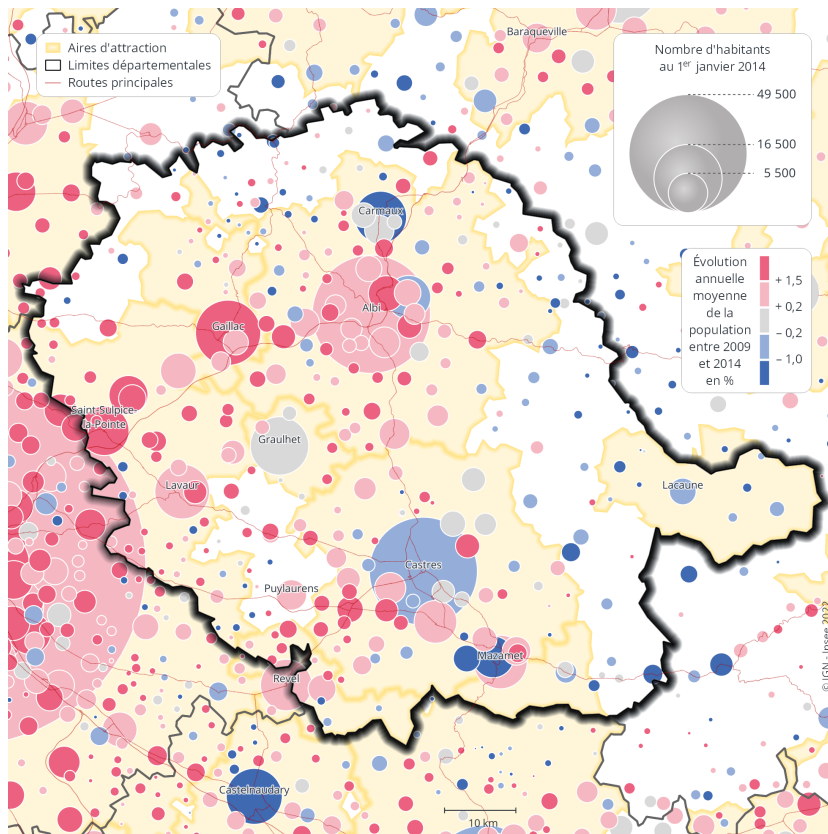 Aires d'attraction
Limites départementales
Routes principales
Baraqueville
Nombre d'habitants
au 1er janvier 2014
49 500
16 500
5 500
Carmaux
Évolution
annuelle
moyenne
de la
population
entre 2009
et 2014
en %
+ 1,5
+ 0,2
– 0,2
– 1,0
Albi
Gaillac
Saint-Sulpice-
la-Pointe
Graulhet
Lavaur
Lacaune
Castres
Puylaurens
Mazamet
Revel
Castelnaudary
10 km
© IGN - Insee 2022